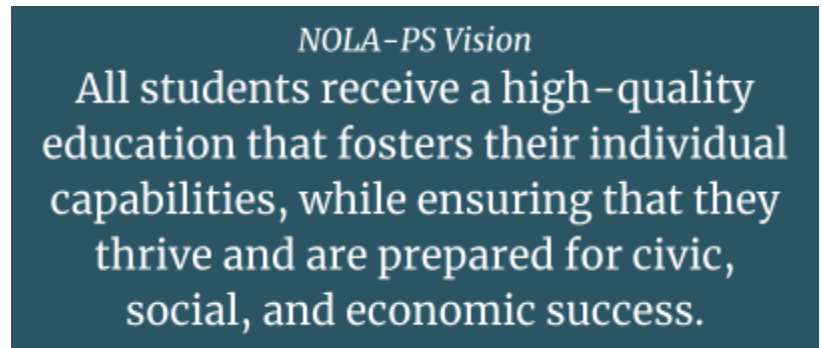 NOLA-PS Vision
All students receive a high-quality
education that fosters their individual
capabilities, while ensuring that they
thrive and are prepared for civic,
social, and economic success.